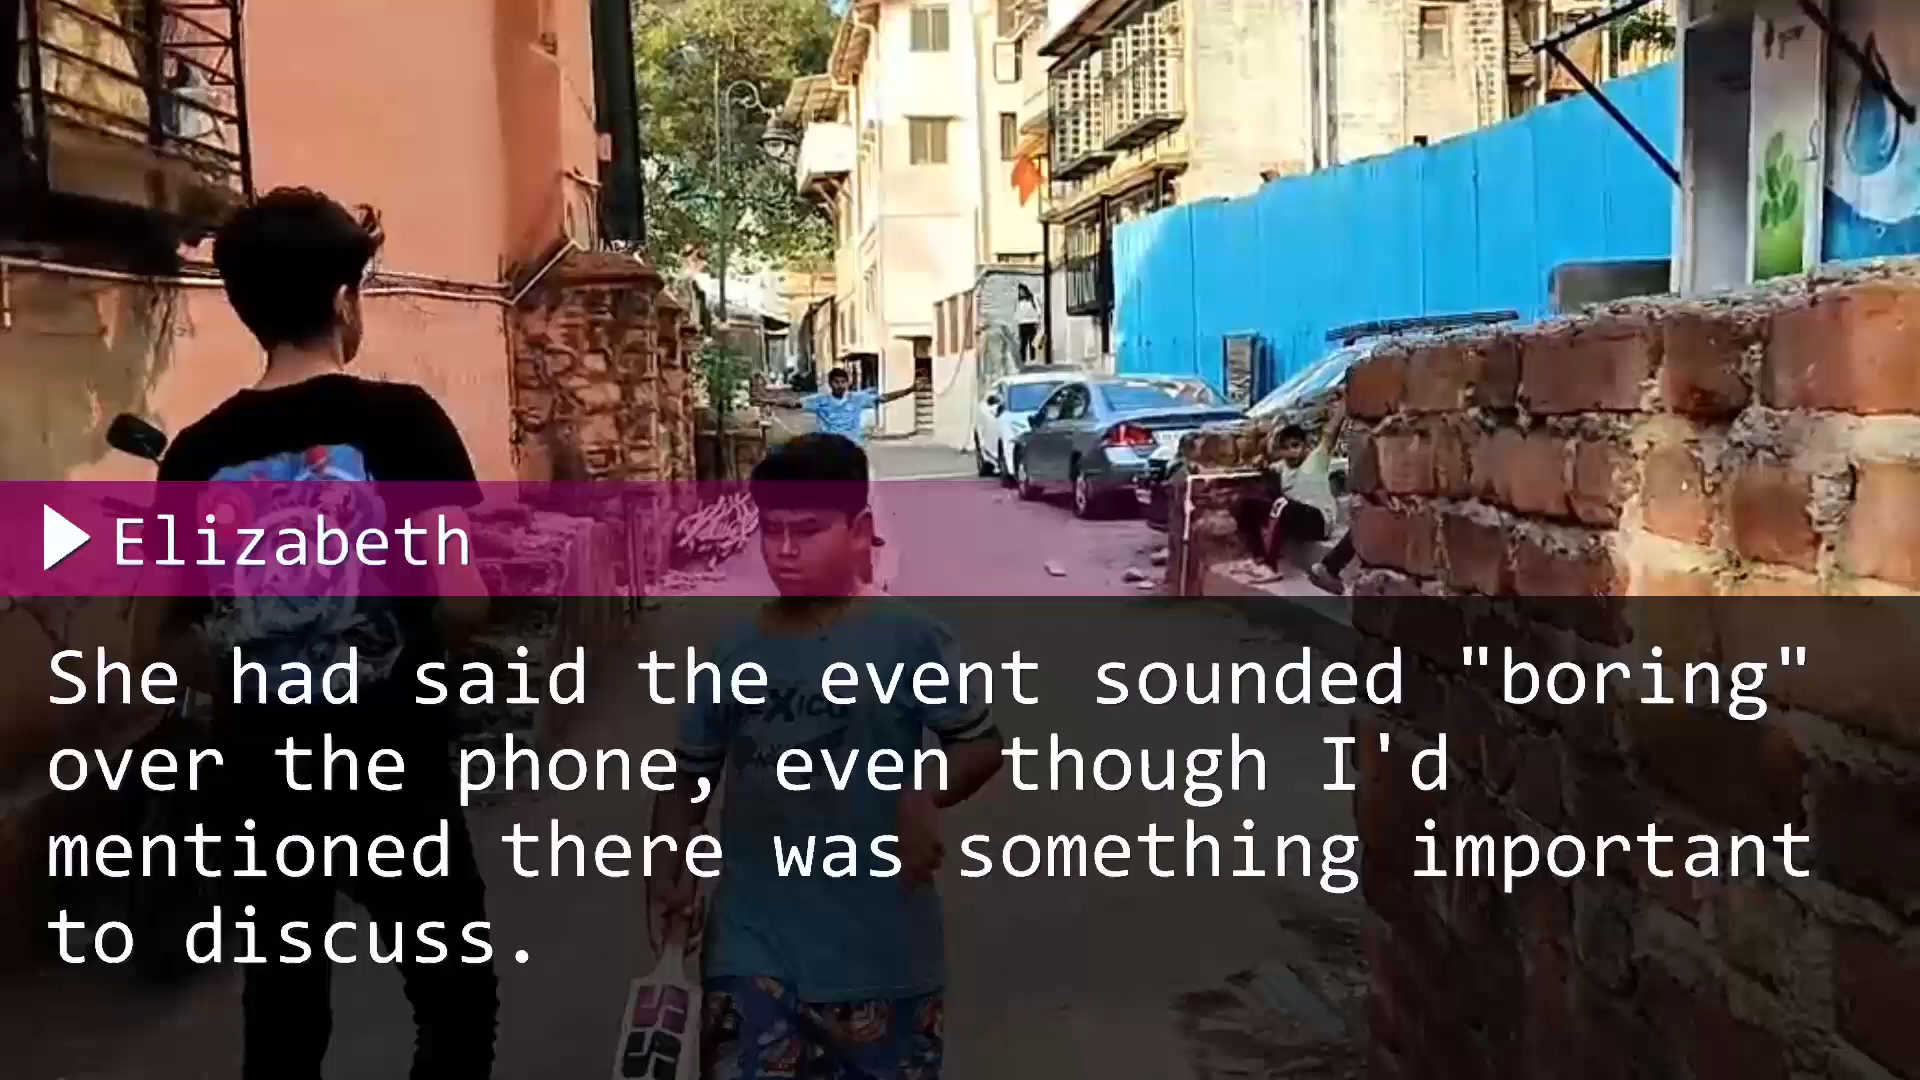 Elizabeth
She had said the event sounded "boring"
over the phone, even though I'd
mentioned there was something important
to discuss.